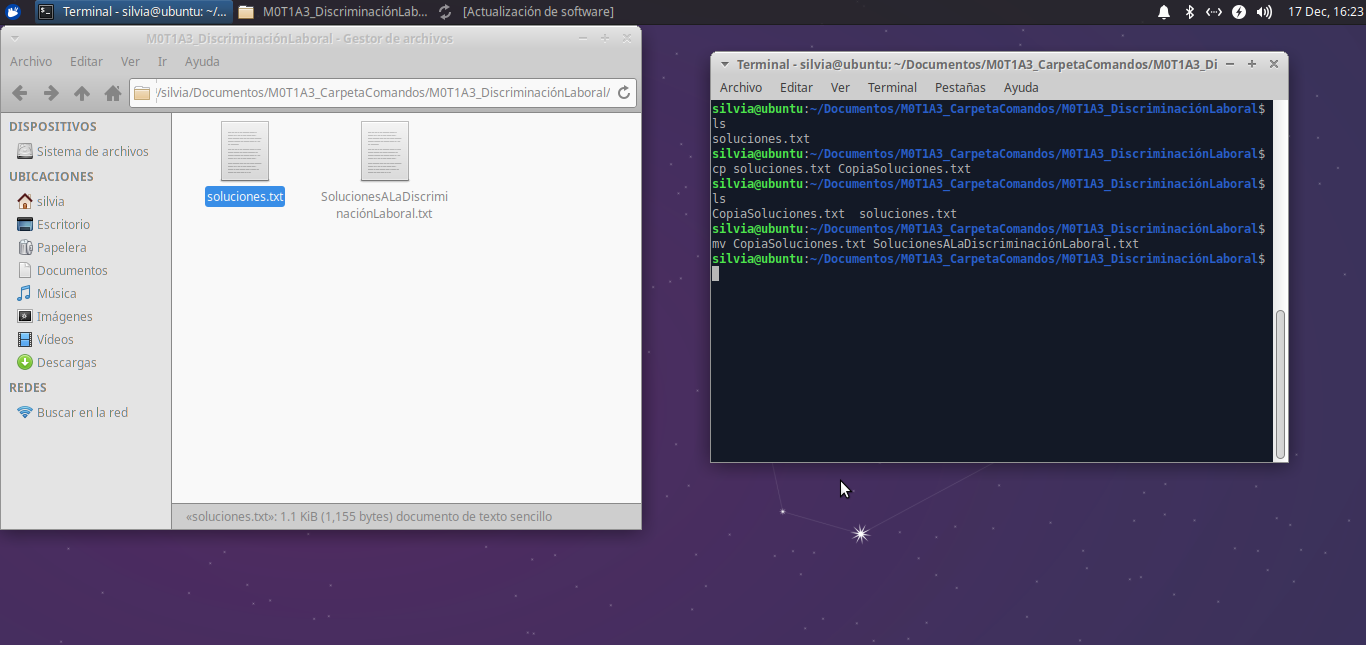 Terminal - silvia@ubuntu: ~/...
M0T1A3_DiscriminaciónLab...
[Actualización de software]
17 Dec, 16:23
M0T1A3_DiscriminaciónLaboral - Gestor de archivos
Archivo Editar Ver Ir Ayuda
/silvia/Documentos/M0T1A3_CarpetaComandos/M0T1A3_DiscriminaciónLaboral/
DISPOSITIVOS
Sistema de archivos
UBICACIONES
silvia
Escritorio
Papelera
Documentos
Música
Imágenes
Vídeos
Descargas
REDES
Buscar en la red
soluciones.txt
SolucionesALaDiscrimi
naciónLaboral.txt
«soluciones.txt»: 1.1 KiB (1,155 bytes) documento de texto sencillo
Terminal - silvia@ubuntu: ~/Documentos/M0T1A3_CarpetaComandos/M0T1A3_Di
Archivo Editar Ver Terminal Pestañas Ayuda
silvia@ubuntu:~/Documentos/M0T1A3_CarpetaComandos/M0T1A3_DiscriminaciónLaboral$
ls
soluciones.txt
silvia@ubuntu:~/Documentos/M0T1A3_CarpetaComandos/M0T1A3_DiscriminaciónLaboral$
cp soluciones.txt CopiaSoluciones.txt
silvia@ubuntu:~/Documentos/M0T1A3_CarpetaComandos/M0T1A3_DiscriminaciónLaboral$
ls
CopiaSoluciones.txt  soluciones.txt
silvia@ubuntu:~/Documentos/M0T1A3_CarpetaComandos/M0T1A3_DiscriminaciónLaboral$
mv CopiaSoluciones.txt SolucionesALaDiscriminaciónLaboral.txt
silvia@ubuntu:~/Documentos/M0T1A3_CarpetaComandos/M0T1A3_DiscriminaciónLaboral$